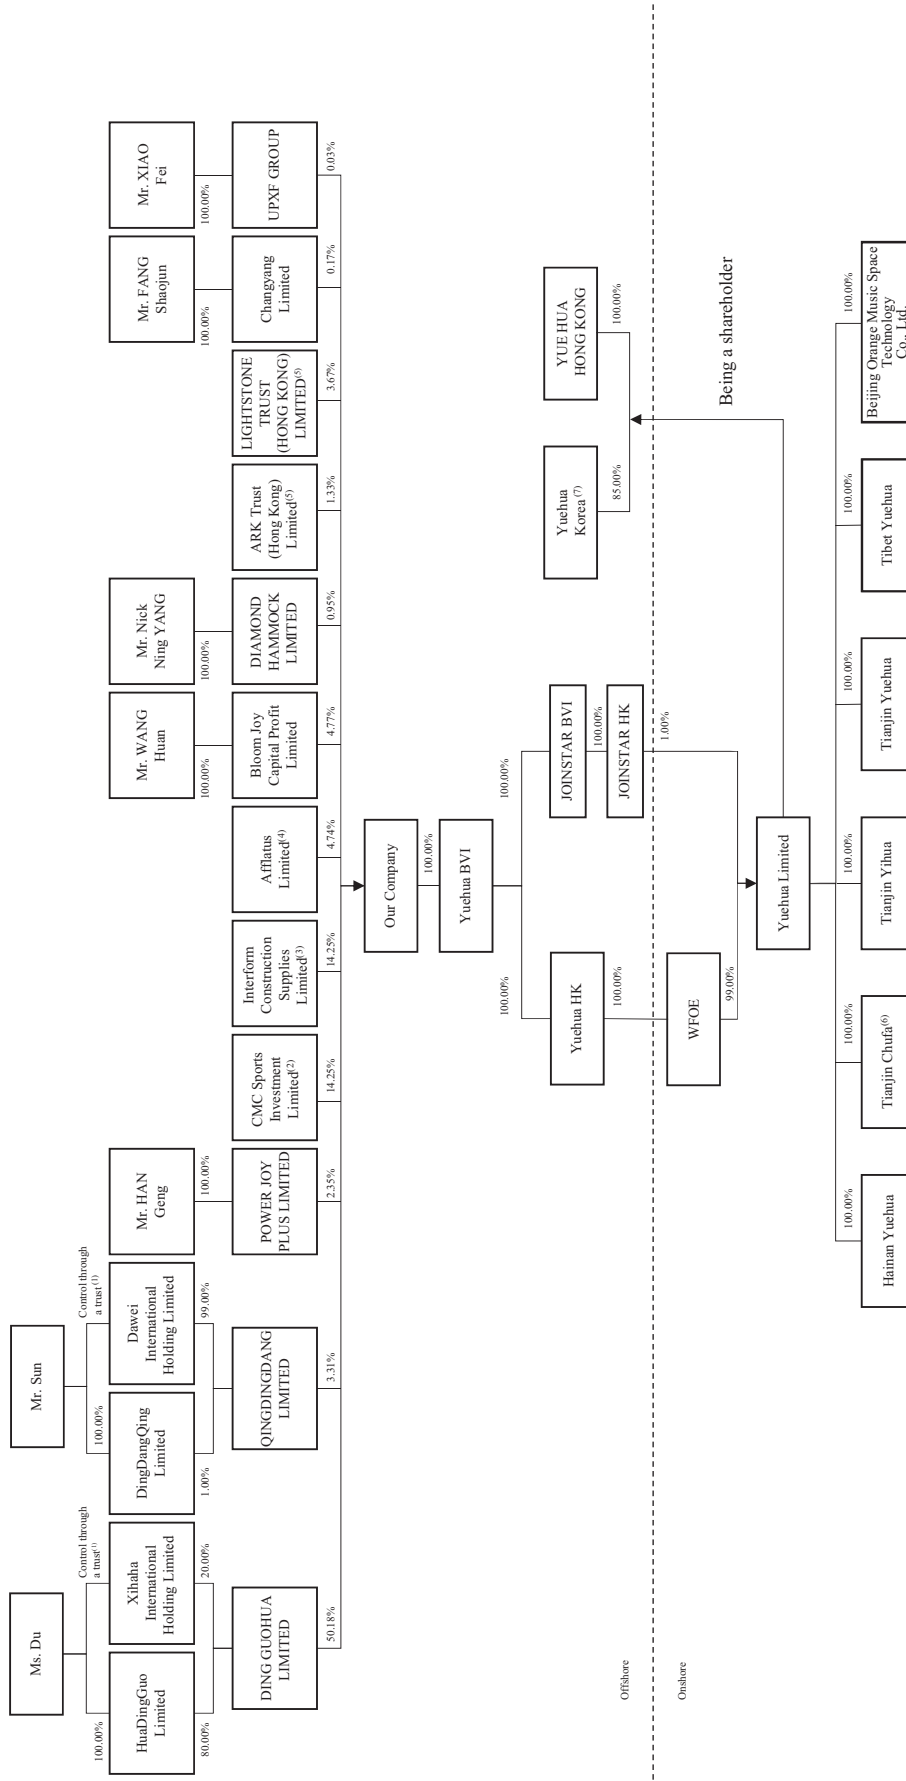 Ms. Du
Mr. Sun
100.00%
Control through
a trust(1)
100.00%
Control through
a trust (1)
HuaDingGuo
Limited
Xihaha
International
Holding Limited
DingDangQing
Limited
Dawei
International
Holding Limited
Mr. HAN
Geng
Mr. WANG
Huan
Mr. Nick
Ning YANG
Mr. FANG
Shaojun
Mr. XIAO
Fei
80.00%
20.00%
1.00%
99.00%
100.00%
100.00%
100.00%
100.00%
100.00%
DING GUOHUA
LIMITED
QINGDINGDANG
LIMITED
POWER JOY
PLUS LIMITED
CMC Sports
Investment
Limited(2)
Interform
Construction
Supplies
Limited(3)
Afflatus
Limited(4)
Bloom Joy
Capital Profit
Limited
DIAMOND
HAMMOCK
LIMITED
ARK Trust
(Hong Kong)
Limited(5)
LIGHTSTONE
TRUST
(HONG KONG)
LIMITED(5)
Changyang
Limited
UPXF GROUP
50.18%
3.31%
2.35%
14.25%
14.25%
4.74%
4.77%
0.95%
1.33%
3.67%
0.17%
0.03%
Our Company
100.00%
Yuehua BVI
100.00%
100.00%
Yuehua HK
JOINSTAR BVI
100.00%
JOINSTAR HK
Yuehua
Korea (7)
YUE HUA
HONG KONG
100.00%
85.00%
100.00%
Offshore
Onshore
1.00%
WFOE
99.00%
Being a shareholder
Yuehua Limited
100.00%
100.00%
100.00%
100.00%
100.00%
100.00%
Hainan Yuehua
Tianjin Chufa(6)
Tianjin Yihua
Tianjin Yuehua
Tibet Yuehua
Beijing Orange Music Space
Technology
Co., Ltd.